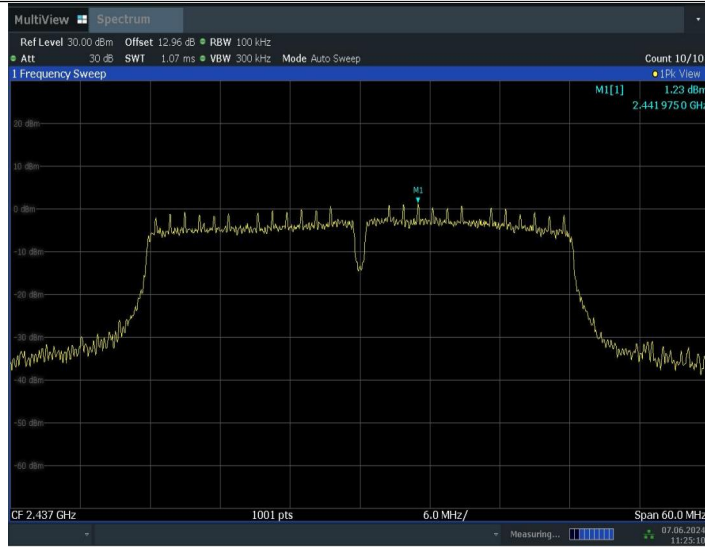 MultiView Spectrum
Ref Level 30.00 dBm Offset 12.96 dB RBW 100 kHz
Att 30 dB SWT 1.07 ms VBW 300 kHz Mode Auto Sweep Count 10/10
1 Frequency Sweep 1Pk View
M1[1] 1.23 dBm
2.441 975 0 GHz
20 dBm
10 dBm
M1
0 dBm
-10 dBm
-20 dBm
-30 dBm
-40 dBm
-50 dBm
-60 dBm
CF 2.437 GHz 1001 pts 6.0 MHz/ Span 60.0 MHz
Measuring... 07.06.2024
11:25:10